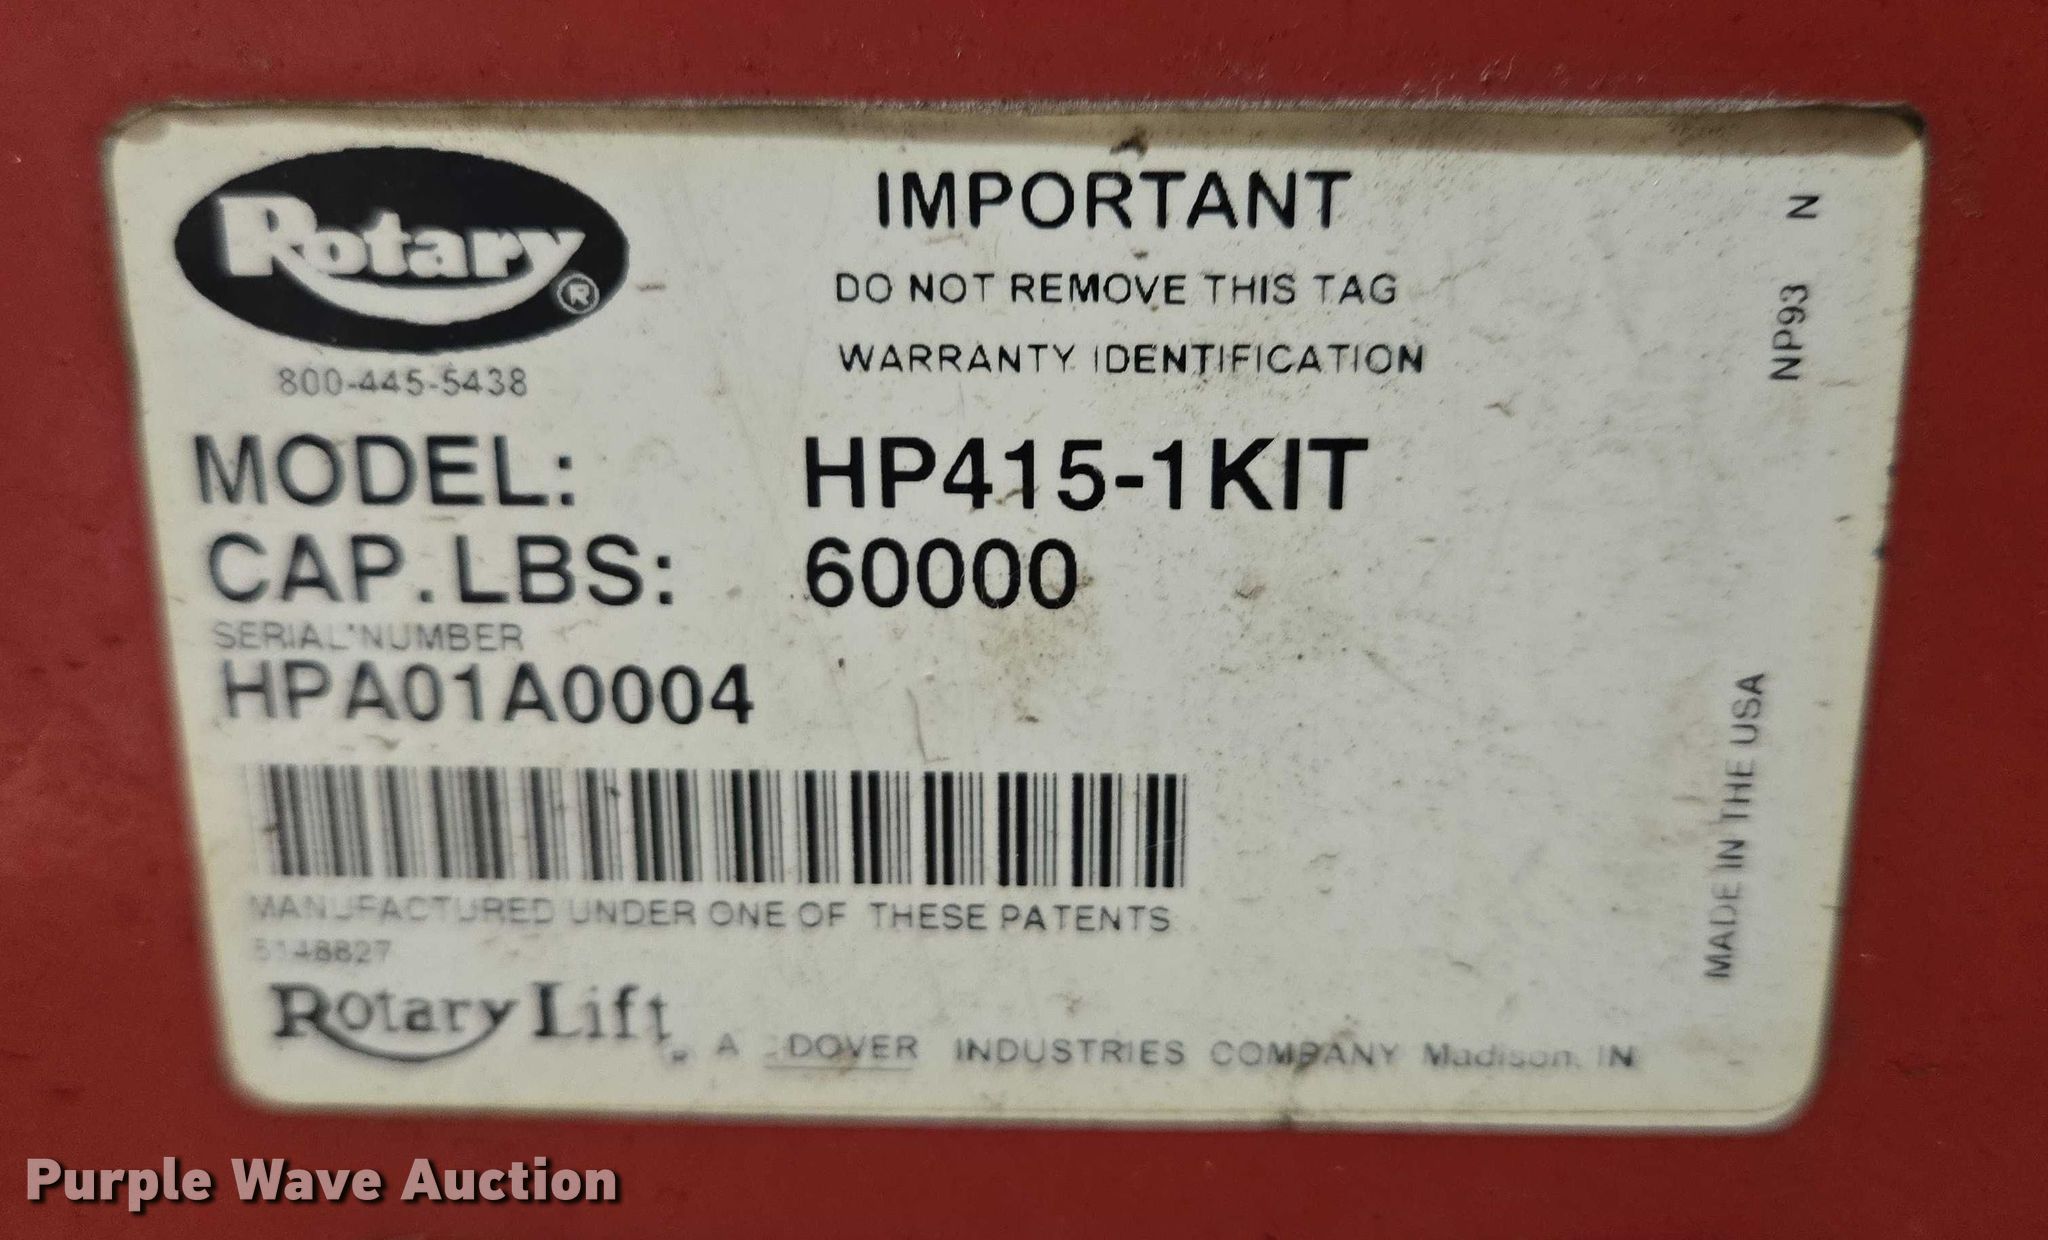 Rotary®
800-445-5438
IMPORTANT
DO NOT REMOVE THIS TAG
WARRANTY IDENTIFICATION
NP93 N
MODEL: HP415-1KIT
CAP.LBS: 60000
SERIAL NUMBER
HPA01A0004
MADE IN THE USA
MANUFACTURED UNDER ONE OF THESE PATENTS
5148827
Rotary Lift
A DOVER INDUSTRIES COMPANY Madison, IN
Purple Wave Auction